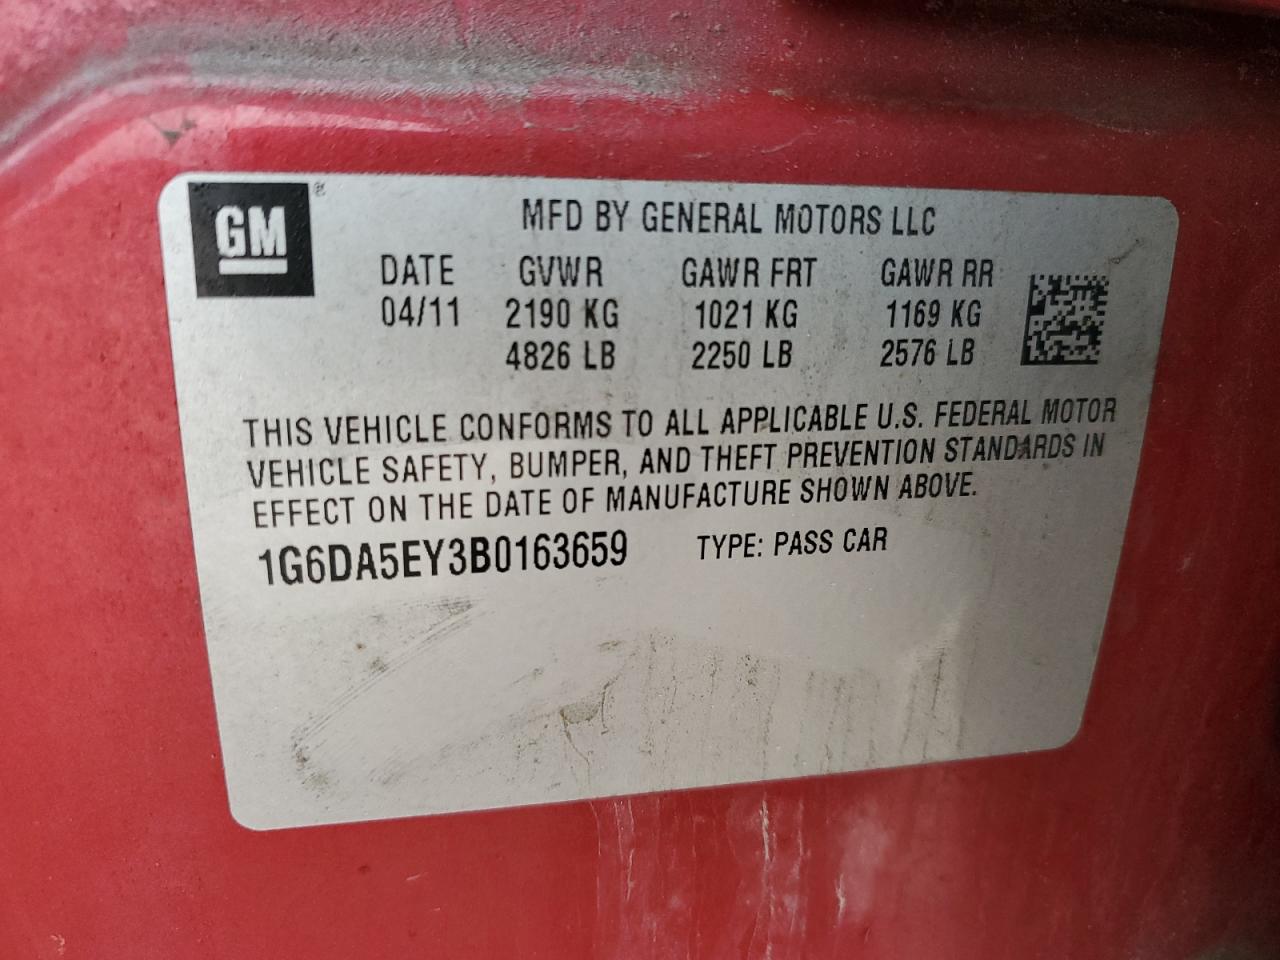 GM®
MFD BY GENERAL MOTORS LLC
DATE GVWR GAWR FRT GAWR RR
04/11 2190 KG 1021 KG 1169 KG
4826 LB 2250 LB 2576 LB
THIS VEHICLE CONFORMS TO ALL APPLICABLE U.S. FEDERAL MOTOR
VEHICLE SAFETY, BUMPER, AND THEFT PREVENTION STANDARDS IN
EFFECT ON THE DATE OF MANUFACTURE SHOWN ABOVE.
1G6DA5EY3B0163659 TYPE: PASS CAR